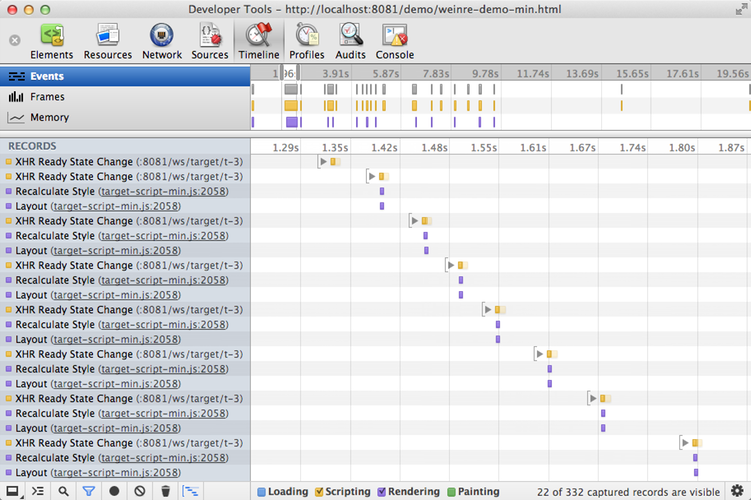 Developer Tools - http://localhost:8081/demo/weinre-demo-min.html
Elements Resources Network Sources Timeline Profiles Audits Console
Events
Frames
Memory
3.91s 5.87s 7.83s 9.78s 11.74s 13.69s 15.65s 17.61s 19.56s
RECORDS
1.29s 1.35s 1.42s 1.48s 1.55s 1.61s 1.67s 1.74s 1.80s 1.87s
XHR Ready State Change (:8081/ws/target/t-3)
XHR Ready State Change (:8081/ws/target/t-3)
Recalculate Style (target-script-min.js:2058)
Layout (target-script-min.js:2058)
XHR Ready State Change (:8081/ws/target/t-3)
Recalculate Style (target-script-min.js:2058)
Layout (target-script-min.js:2058)
XHR Ready State Change (:8081/ws/target/t-3)
Recalculate Style (target-script-min.js:2058)
Layout (target-script-min.js:2058)
XHR Ready State Change (:8081/ws/target/t-3)
Recalculate Style (target-script-min.js:2058)
Layout (target-script-min.js:2058)
XHR Ready State Change (:8081/ws/target/t-3)
Recalculate Style (target-script-min.js:2058)
Layout (target-script-min.js:2058)
XHR Ready State Change (:8081/ws/target/t-3)
Recalculate Style (target-script-min.js:2058)
Layout (target-script-min.js:2058)
XHR Ready State Change (:8081/ws/target/t-3)
Recalculate Style (target-script-min.js:2058)
Layout (target-script-min.js:2058)
Loading Scripting Rendering Painting 22 of 332 captured records are visible